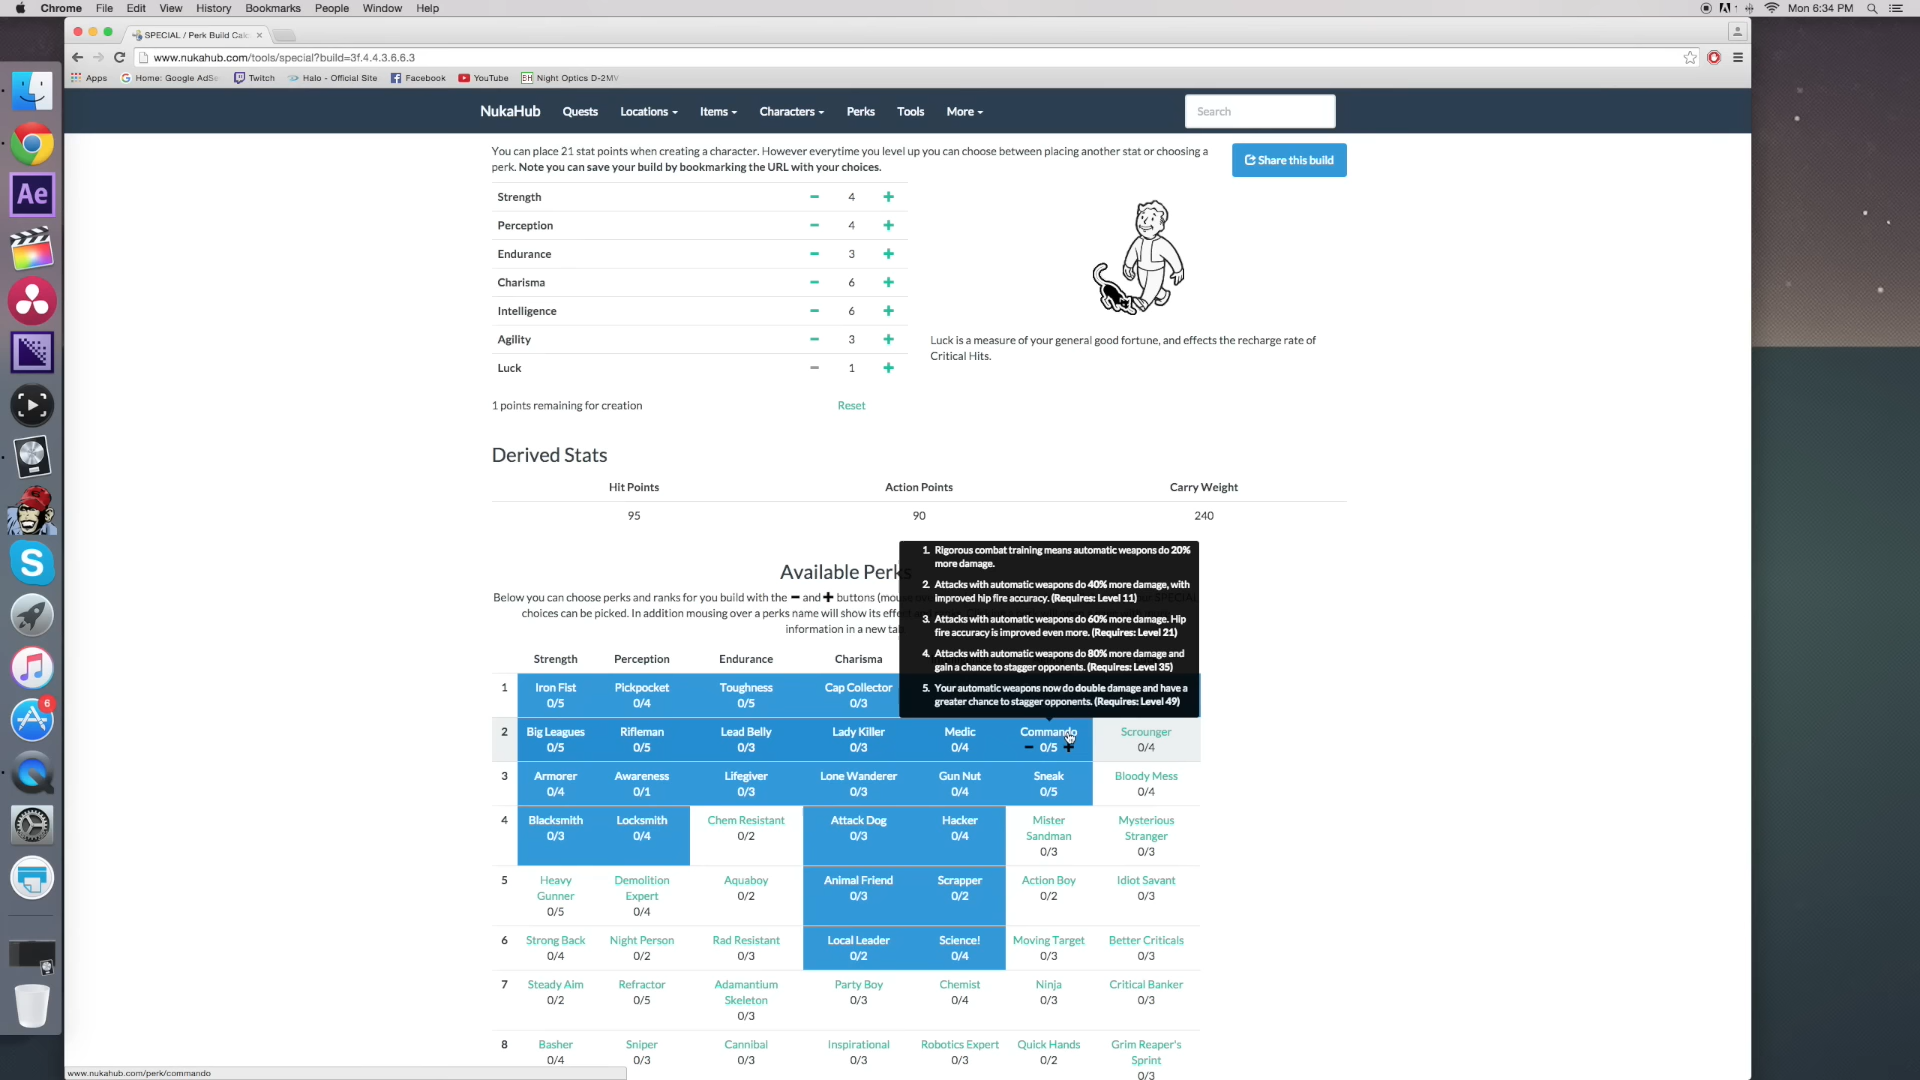 Chrome File Edit View History Bookmarks People Window Help
Mon 6:34 PM
SPECIAL / Perk Build Calc
www.nukahub.com/tools/special?build=3f.4.4.3.6.6.3
Apps Home: Google AdSe Twitch Halo - Official Site Facebook YouTube Night Optics D-2MV
NukaHub Quests Locations Items Characters Perks Tools More Search
You can place 21 stat points when creating a character. However everytime you level up you can choose between placing another stat or choosing a
perk. Note you can save your build by bookmarking the URL with your choices.
Share this build
Strength − 4 +
Perception − 4 +
Endurance − 3 +
Charisma − 6 +
Intelligence − 6 +
Agility − 3 +
Luck − 1 +
Luck is a measure of your general good fortune, and effects the recharge rate of
Critical Hits.
1 points remaining for creation Reset
Derived Stats
Hit Points Action Points Carry Weight
95 90 240
1. Rigorous combat training means automatic weapons do 20%
more damage.
2. Attacks with automatic weapons do 40% more damage, with
improved hip fire accuracy. (Requires: Level 11)
3. Attacks with automatic weapons do 60% more damage. Hip
fire accuracy is improved even more. (Requires: Level 21)
4. Attacks with automatic weapons do 80% more damage and
gain a chance to stagger opponents. (Requires: Level 35)
5. Your automatic weapons now do double damage and have a
greater chance to stagger opponents. (Requires: Level 49)
Available Perks
Below you can choose perks and ranks for you build with the − and + buttons (mou
choices can be picked. In addition mousing over a perks name will show its eff
information in a new ta
Strength Perception Endurance Charisma
1 Iron Fist Pickpocket Toughness Cap Collector
0/5 0/4 0/5 0/3
2 Big Leagues Rifleman Lead Belly Lady Killer Medic Commando Scrounger
0/5 0/5 0/3 0/3 0/4 − 0/5 + 0/4
3 Armorer Awareness Lifegiver Lone Wanderer Gun Nut Sneak Bloody Mess
0/4 0/1 0/3 0/3 0/4 0/5 0/4
4 Blacksmith Locksmith Chem Resistant Attack Dog Hacker Mister Mysterious
0/3 0/4 0/2 0/3 0/4 Sandman Stranger
0/3 0/3
5 Heavy Demolition Aquaboy Animal Friend Scrapper Action Boy Idiot Savant
Gunner Expert 0/2 0/3 0/2 0/2 0/3
0/5 0/4
6 Strong Back Night Person Rad Resistant Local Leader Science! Moving Target Better Criticals
0/4 0/2 0/3 0/2 0/4 0/3 0/3
7 Steady Aim Refractor Adamantium Party Boy Chemist Ninja Critical Banker
0/2 0/5 Skeleton 0/3 0/4 0/3 0/3
0/3
8 Basher Sniper Cannibal Inspirational Robotics Expert Quick Hands Grim Reaper's
0/4 0/3 0/3 0/3 0/3 0/2 Sprint
0/3
www.nukahub.com/perk/commando
Ae
S
6